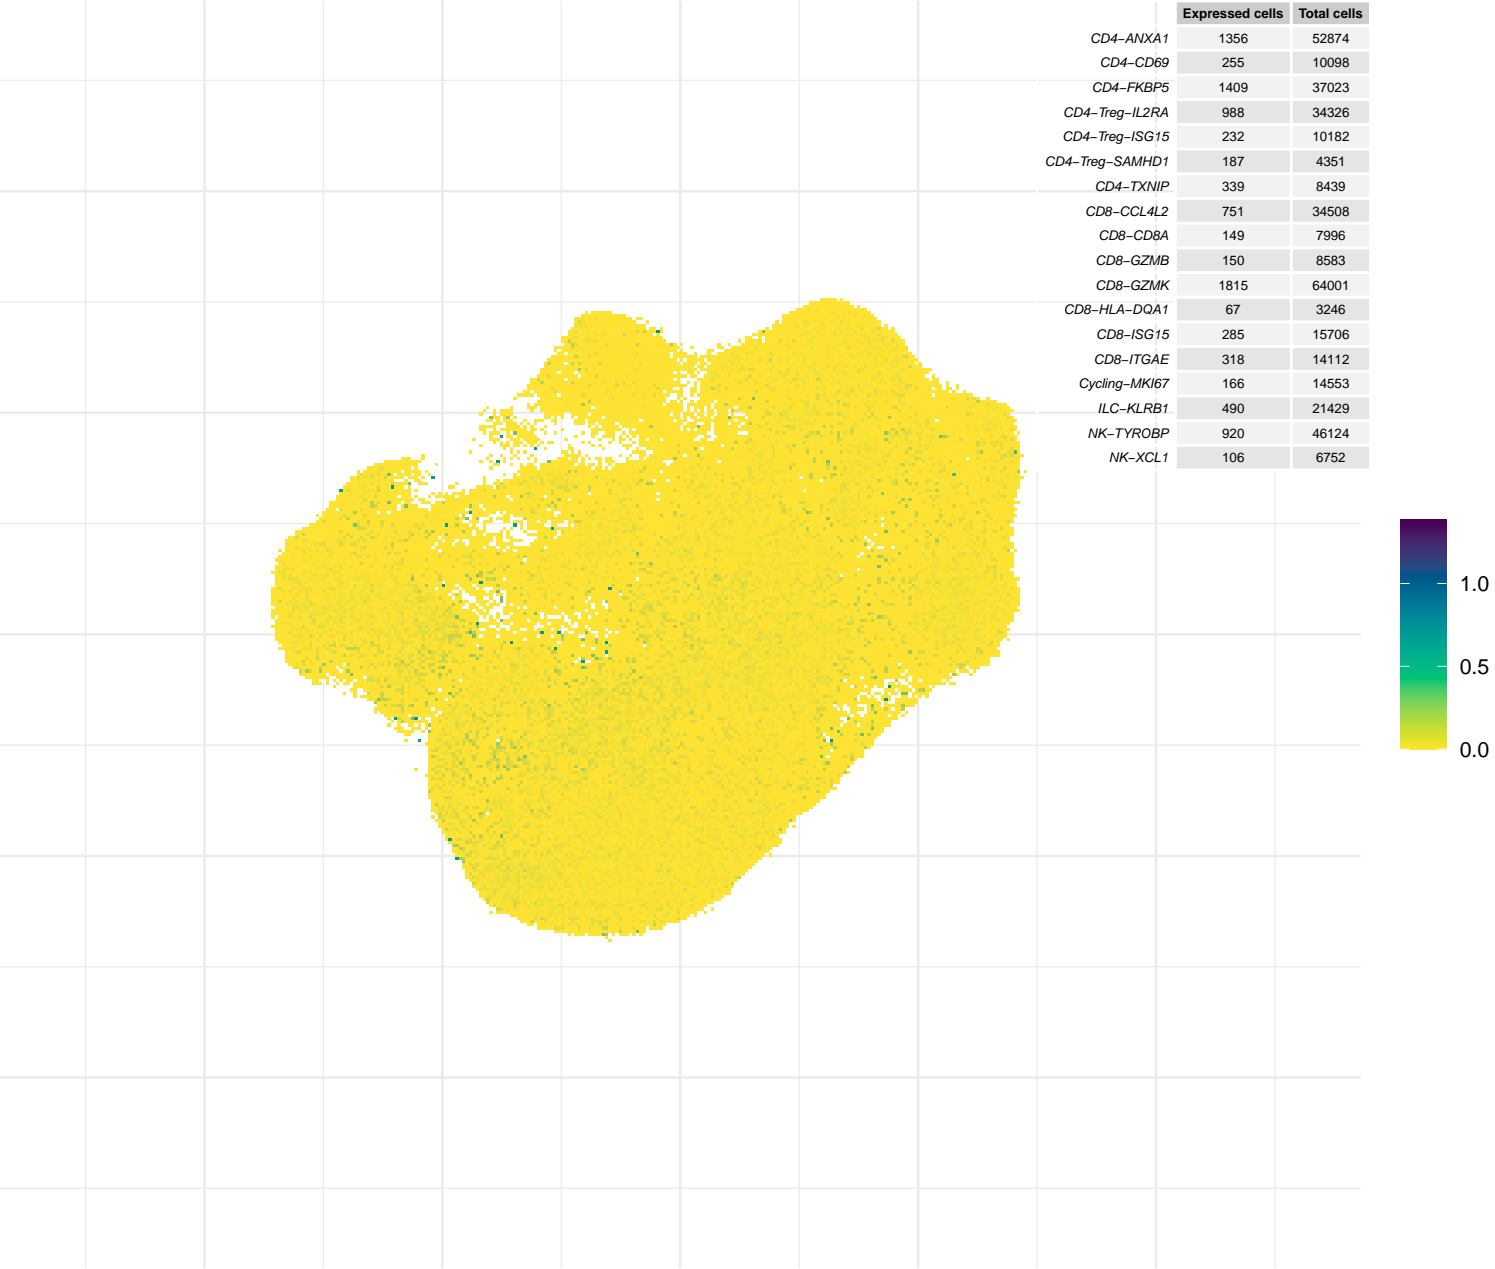 Expressed cells Total cells
CD4−ANXA1 1356 52874
CD4−CD69 255 10098
CD4−FKBP5 1409 37023
CD4−Treg−IL2RA 988 34326
CD4−Treg−ISG15 232 10182
CD4−Treg−SAMHD1 187 4351
CD4−TXNIP 339 8439
CD8−CCL4L2 751 34508
CD8−CD8A 149 7996
CD8−GZMB 150 8583
CD8−GZMK 1815 64001
CD8−HLA−DQA1 67 3246
CD8−ISG15 285 15706
CD8−ITGAE 318 14112
Cycling−MKI67 166 14553
ILC−KLRB1 490 21429
NK−TYROBP 920 46124
NK−XCL1 106 6752
1.0
0.5
0.0